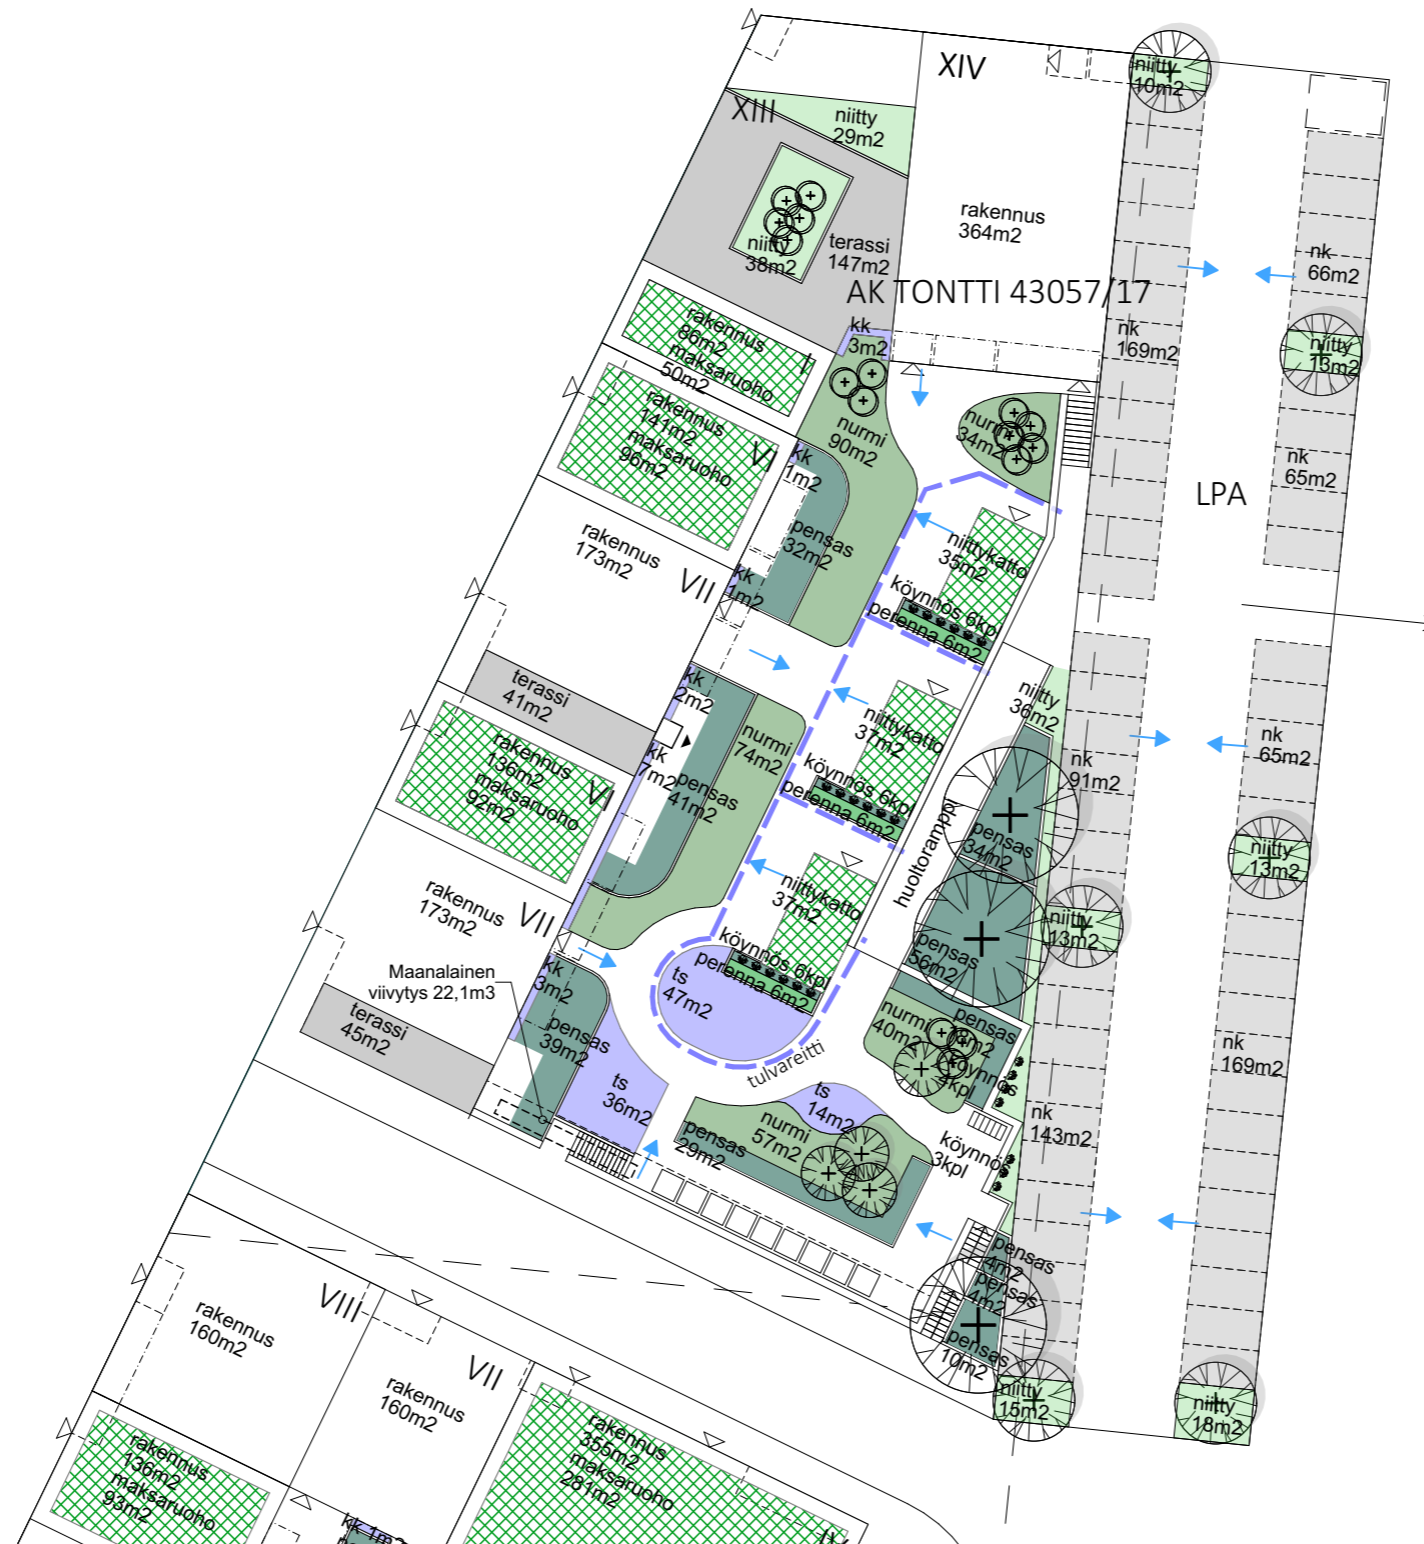 XIV
niitty
10m2
XIII
niitty
29m2
rakennus
364m2
niitty
38m2
terassi
147m2
nk
66m2
AK TONTTI 43057/17
kk
3m2
nk
169m2
niitty
13m2
rakennus
86m2
maksaruoho
50m2
I
rakennus
141m2
maksaruoho
96m2
VI
nurmi
90m2
nurmi
34m2
nk
65m2
LPA
kk
1m2
pensas
32m2
kk
1m2
rakennus
173m2
VII
niittykatto
35m2
köynnös 6kpl
perenna 6m2
terassi
41m2
kk
2m2
nurmi
74m2
niittykatto
37m2
niitty
36m2
nk
91m2
nk
65m2
kk
7m2
pensas
41m2
köynnös 6kpl
perenna 6m2
rakennus
136m2
maksaruoho
92m2
VI
huoltoramppi
pensas
34m2
niitty
13m2
niittykatto
37m2
rakennus
173m2
VII
köynnös 6kpl
perenna 6m2
pensas
56m2
niitty
13m2
Maanalainen
viivytys 22,1m3
kk
3m2
ts
47m2
terassi
45m2
pensas
39m2
nurmi
40m2
pensas
köynnös
nk
169m2
tulvareitti
ts
36m2
ts
14m2
nurmi
57m2
pensas
29m2
nk
143m2
köynnös
3kpl
pensas
4m2
pensas
4m2
pensas
10m2
niitty
15m2
niitty
18m2
rakennus
160m2
VIII
VII
rakennus
160m2
rakennus
355m2
maksaruoho
281m2
rakennus
136m2
maksaruoho
93m2
kk 1m2